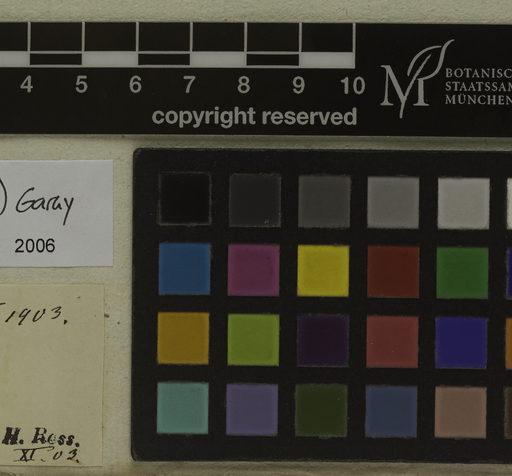 4 5 6 7 8 9 10
copyright reserved
BOTANISC
STAATSSAM
MÜNCHEN
) Garay
2006
1903.
H. Ross.
XI. 03.